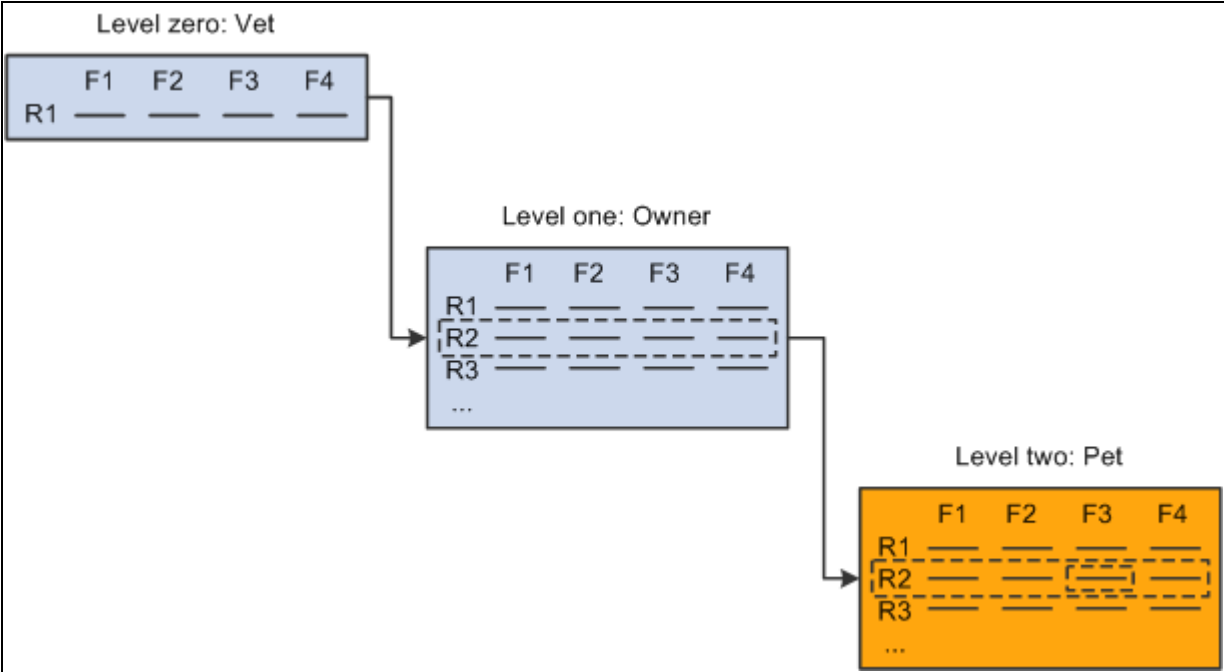 Level zero: Vet
F1 F2 F3 F4
R1
Level one: Owner
F1 F2 F3 F4
R1
R2
R3
...
Level two: Pet
F1 F2 F3 F4
R1
R2
R3
...